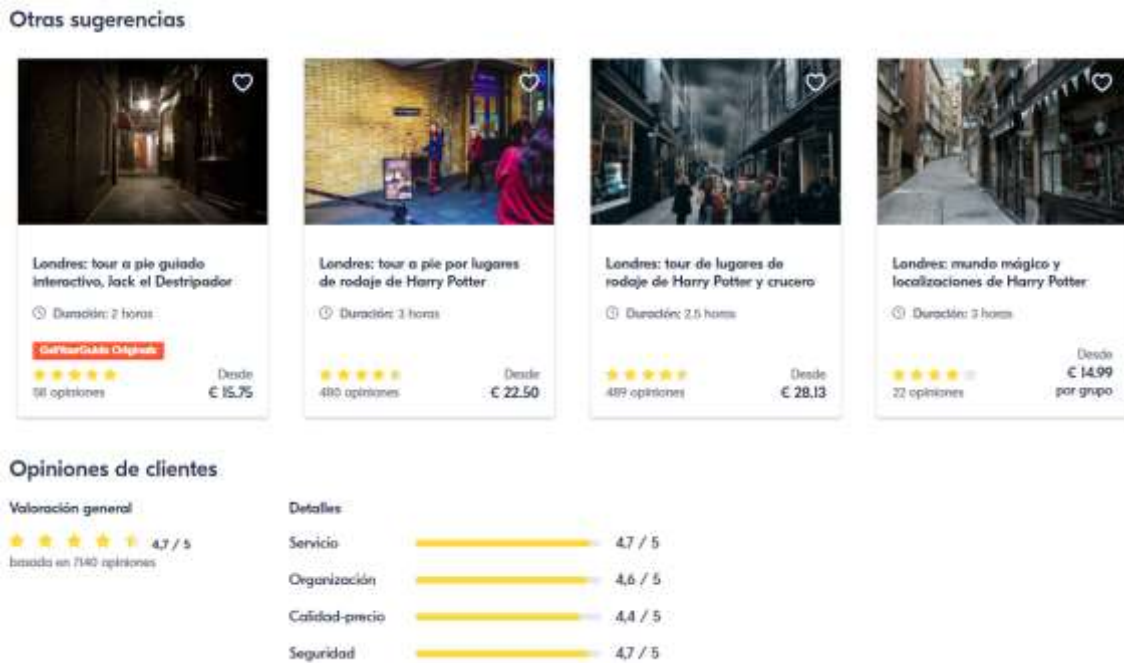 Otras sugerencias
Londres: tour a pie guiado
interactivo, Jack el Destripador
Duración: 2 horas
GetYourGuide Originals
58 opiniones
Desde
€ 15.75
Londres: tour a pie por lugares
de rodaje de Harry Potter
Duración: 3 horas
480 opiniones
Desde
€ 22.50
Londres: tour de lugares de
rodaje de Harry Potter y crucero
Duración: 2,5 horas
489 opiniones
Desde
€ 28.13
Londres: mundo mágico y
localizaciones de Harry Potter
Duración: 3 horas
22 opiniones
Desde
€ 14.99
por grupo
Opiniones de clientes
Valoración general
4,7 / 5
basada en 7140 opiniones
Detalles
Servicio 4,7 / 5
Organización 4,6 / 5
Calidad-precio 4,4 / 5
Seguridad 4,7 / 5